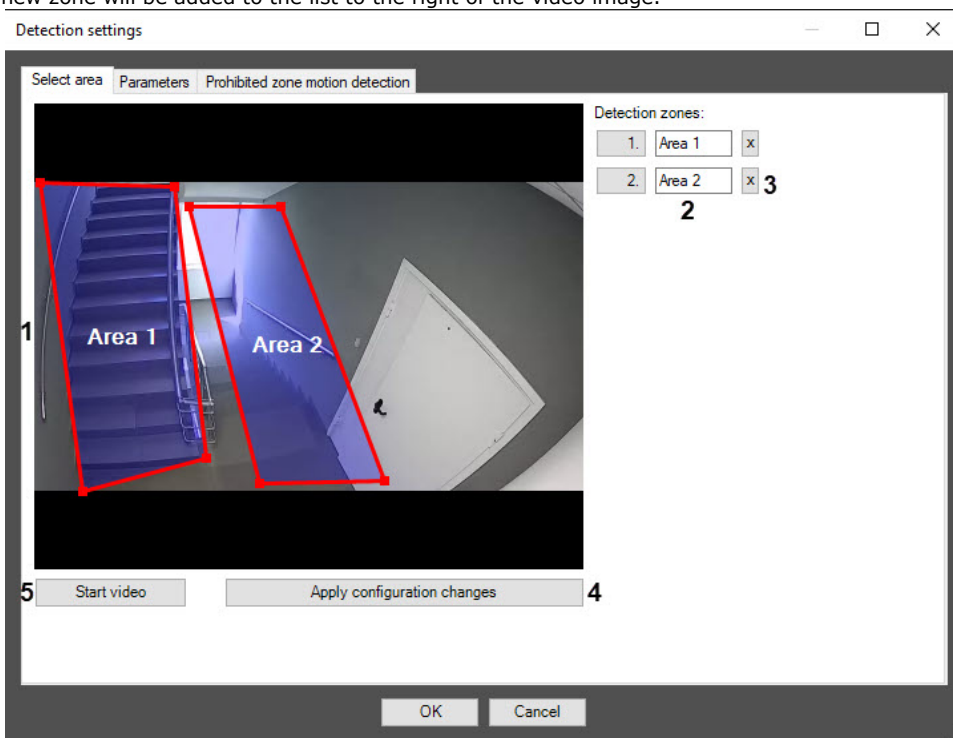 new zone will be added to the list to the right of the video image.
Detection settings
Select area Parameters Prohibited zone motion detection
Detection zones:
1. Area 1 x
2. Area 2 x 3
2
1 Area 1 Area 2
5 Start video Apply configuration changes 4
OK Cancel